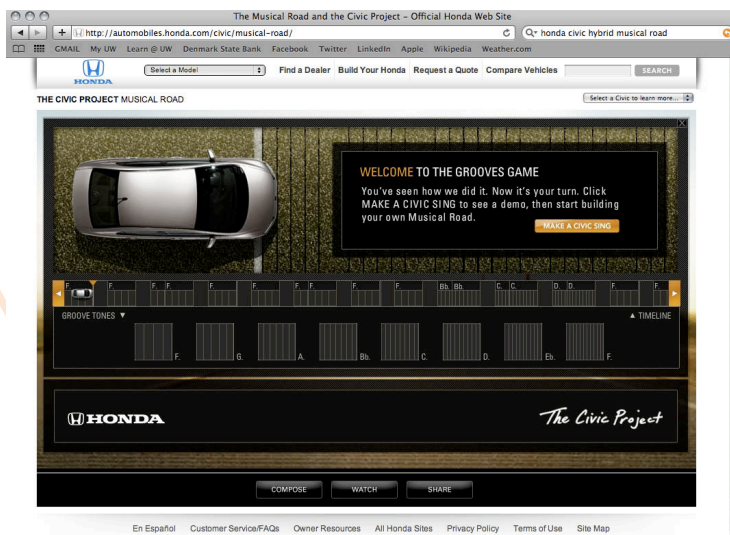 The Musical Road and the Civic Project – Official Honda Web Site
http://automobiles.honda.com/civic/musical-road/
honda civic hybrid musical road
GMAIL My UW Learn @ UW Denmark State Bank Facebook Twitter LinkedIn Apple Wikipedia Weather.com
HONDA
Select a Model
Find a Dealer Build Your Honda Request a Quote Compare Vehicles
SEARCH
THE CIVIC PROJECT MUSICAL ROAD
Select a Civic to learn more...
X
WELCOME TO THE GROOVES GAME
You've seen how we did it. Now it's your turn. Click
MAKE A CIVIC SING to see a demo, then start building
your own Musical Road.
MAKE A CIVIC SING
F. F. F. F. F. F. F. F. F. F. Bb. Bb. C. C. D. D. F. F.
GROOVE TONES
TIMELINE
F. G. A. Bb. C. D. Eb. F.
HONDA
The Civic Project
COMPOSE WATCH SHARE
En Español Customer Service/FAQs Owner Resources All Honda Sites Privacy Policy Terms of Use Site Map